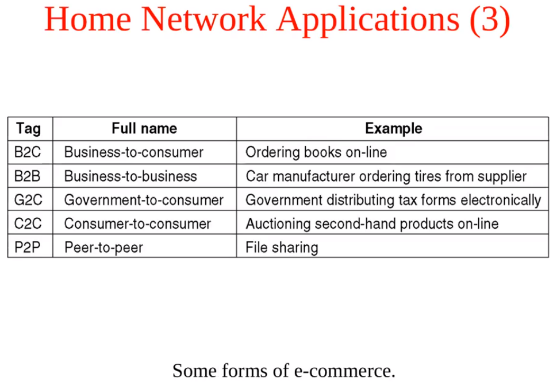 Home Network Applications (3)
Tag Full name Example
B2C Business-to-consumer Ordering books on-line
B2B Business-to-business Car manufacturer ordering tires from supplier
G2C Government-to-consumer Government distributing tax forms electronically
C2C Consumer-to-consumer Auctioning second-hand products on-line
P2P Peer-to-peer File sharing
Some forms of e-commerce.